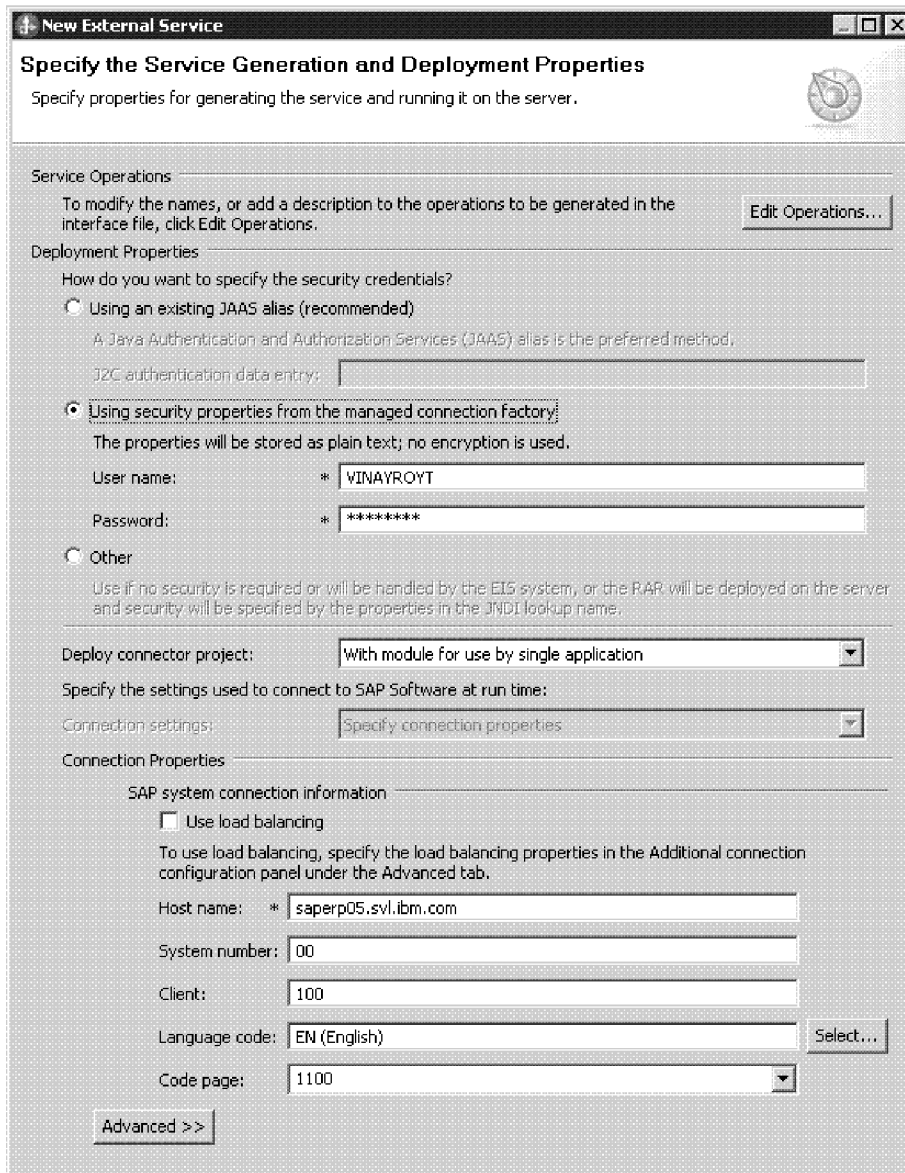 New External Service
Specify the Service Generation and Deployment Properties
Specify properties for generating the service and running it on the server.
Service Operations
To modify the names, or add a description to the operations to be generated in the
interface file, click Edit Operations.
Edit Operations...
Deployment Properties
How do you want to specify the security credentials?
Using an existing JAAS alias (recommended)
A Java Authentication and Authorization Services (JAAS) alias is the preferred method.
J2C authentication data entry:
Using security properties from the managed connection factory
The properties will be stored as plain text; no encryption is used.
User name: * VINAYROYT
Password: * ********
Other
Use if no security is required or will be handled by the EIS system, or the RAR will be deployed on the server
and security will be specified by the properties in the JNDI lookup name.
Deploy connector project: With module for use by single application
Specify the settings used to connect to SAP Software at run time:
Connection settings: Specify connection properties
Connection Properties
SAP system connection information
Use load balancing
To use load balancing, specify the load balancing properties in the Additional connection
configuration panel under the Advanced tab.
Host name: * saperp05.svl.ibm.com
System number: 00
Client: 100
Language code: EN (English) Select...
Code page: 1100
Advanced >>